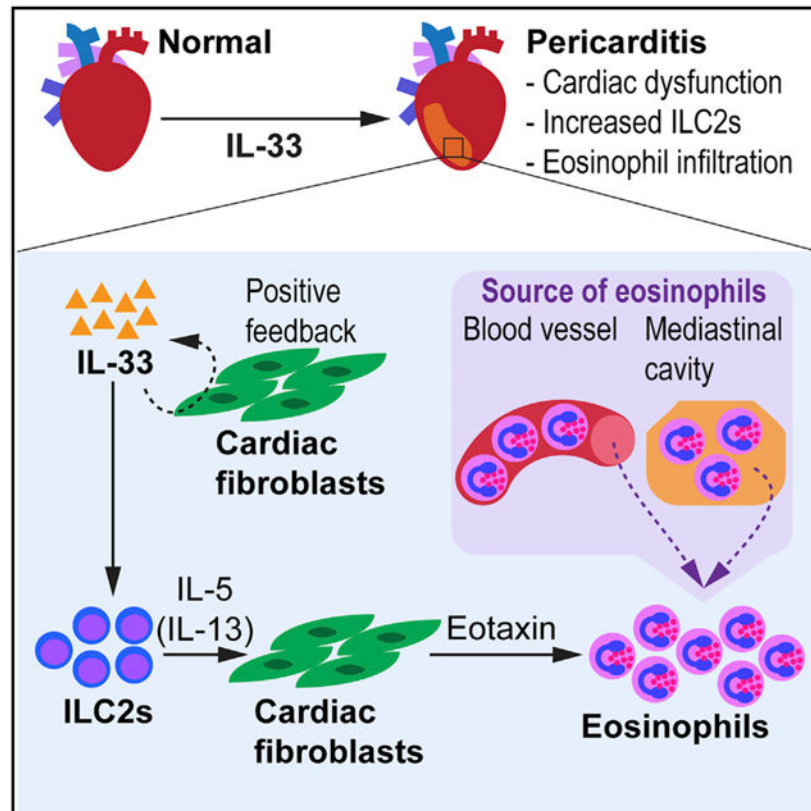 Normal
IL-33
Pericarditis
- Cardiac dysfunction
- Increased ILC2s
- Eosinophil infiltration
IL-33
Positive
feedback
Cardiac
fibroblasts
Source of eosinophils
Blood vessel
Mediastinal
cavity
ILC2s
IL-5
(IL-13)
Cardiac
fibroblasts
Eotaxin
Eosinophils